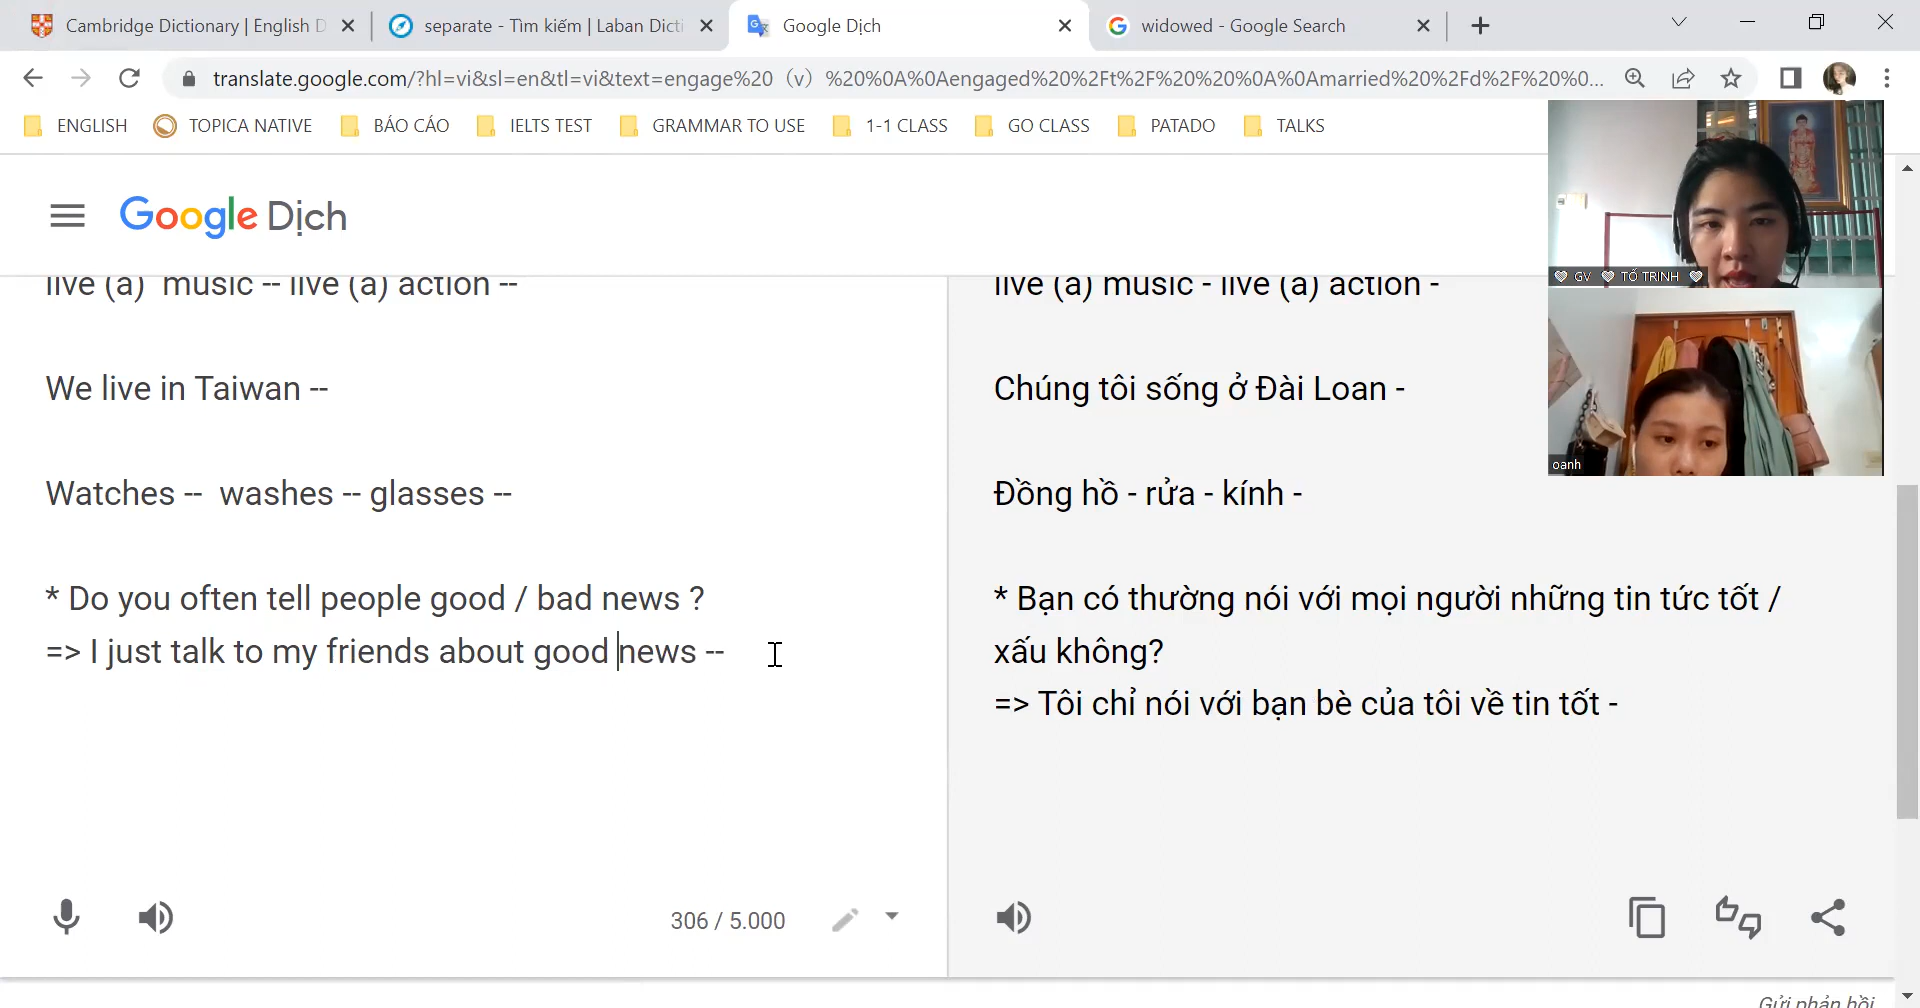 Cambridge Dictionary | English D
separate - Tìm kiếm | Laban Dicti
Google Dịch
widowed - Google Search
translate.google.com/?hl=vi&sl=en&tl=vi&text=engage%20 (v) %20%0A%0Aengaged%20%2Ft%2F%20%20%0A%0Amarried%20%2Fd%2F%20%0...
ENGLISH
TOPICA NATIVE
BÁO CÁO
IELTS TEST
GRAMMAR TO USE
1-1 CLASS
GO CLASS
PATADO
TALKS
Google Dịch
GV TỐ TRINH
oanh
live (a) music -- live (a) action --
We live in Taiwan --
Watches -- washes -- glasses --
* Do you often tell people good / bad news ?
=> I just talk to my friends about good news --
306 / 5.000
live (a) music - live (a) action -
Chúng tôi sống ở Đài Loan -
Đồng hồ - rửa - kính -
* Bạn có thường nói với mọi người những tin tức tốt /
xấu không?
=> Tôi chỉ nói với bạn bè của tôi về tin tốt -
Gửi phản hồi